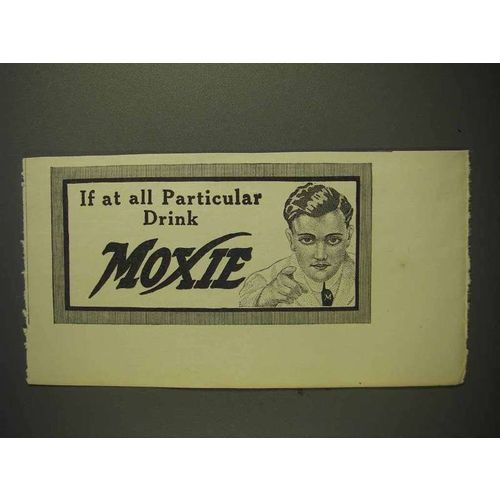 If at all Particular
Drink
MOXIE
M